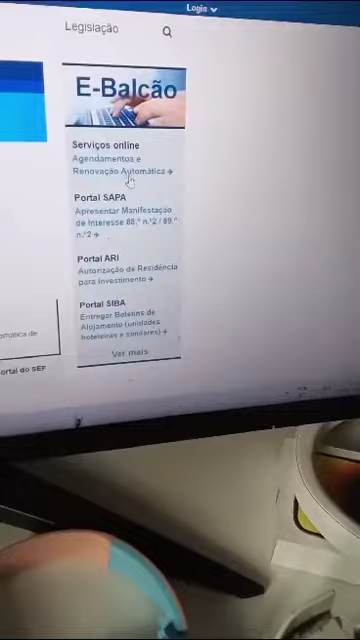 Login
Legislação
E-Balcão
Serviços online
Agendamentos e
Renovação Automática
Portal SAPA
Apresentar Manifestação
de Interesse 88.º n.º2 / 89.º
n.º2
Portal ARI
Autorização de Residência
para Investimento
Portal SIBA
Entregar Boletins de
Alojamento (unidades
hoteleiras e similares)
Ver mais
omática de
ortal do SEF